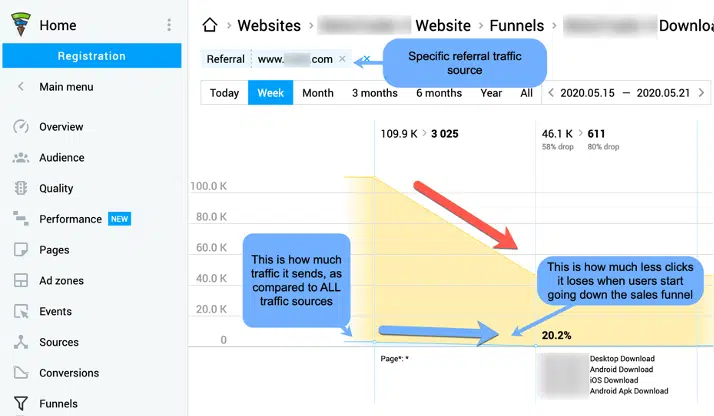 Home
Registration
Main menu
Overview
Audience
Quality
Performance NEW
Pages
Ad zones
Events
Sources
Conversions
Funnels
Websites Website Funnels Downloa
Referral www. .com
Specific referral traffic
source
Today Week Month 3 months 6 months Year All 2020.05.15 — 2020.05.21
109.9 K > 3 025
46.1 K > 611
58% drop 80% drop
100.0 K
80.0 K
60.0 K
40.0 K
20.0 K
0
This is how much
traffic it sends, as
compared to ALL
traffic sources
This is how much less clicks
it loses when users start
going down the sales funnel
20.2%
Page*: *
Desktop Download
Android Download
iOS Download
Android Apk Download